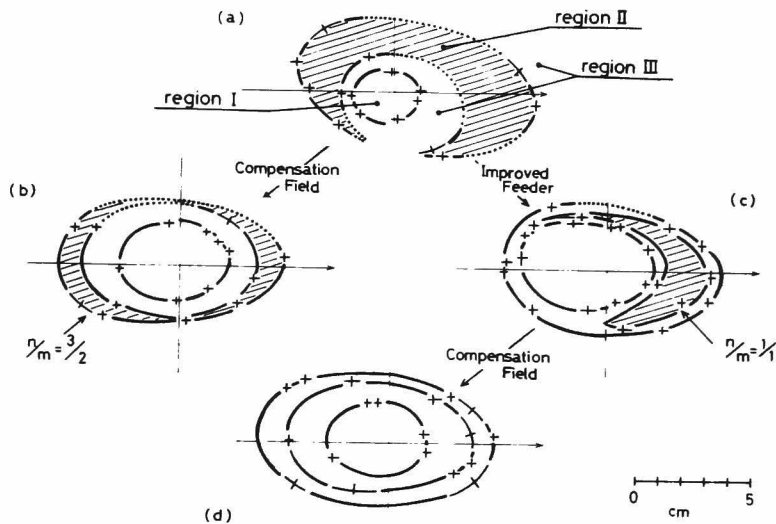 (a)
region II
region III
region I
Compensation
Field
Improved
Feeder
(b)
(c)
n/m = 3/2
n/m = 1/1
Compensation
Field
(d)
0 5
cm